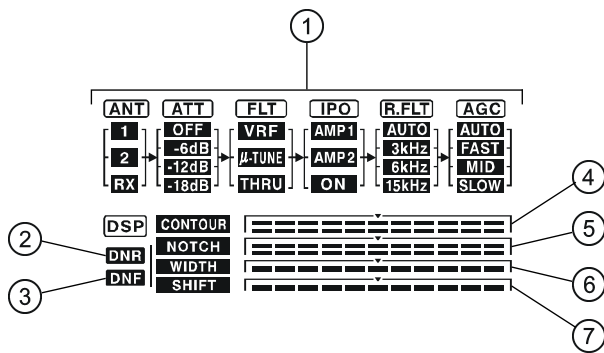 1
ANT ATT FLT IPO R.FLT AGC
1 OFF VRF AMP1 AUTO AUTO
-6dB 3kHz FAST
2 μ-TUNE AMP2
-12dB 6kHz MID
RX -18dB THRU ON 15kHz SLOW
DSP CONTOUR 4
2 DNR NOTCH 5
WIDTH 6
3 DNF
SHIFT 7